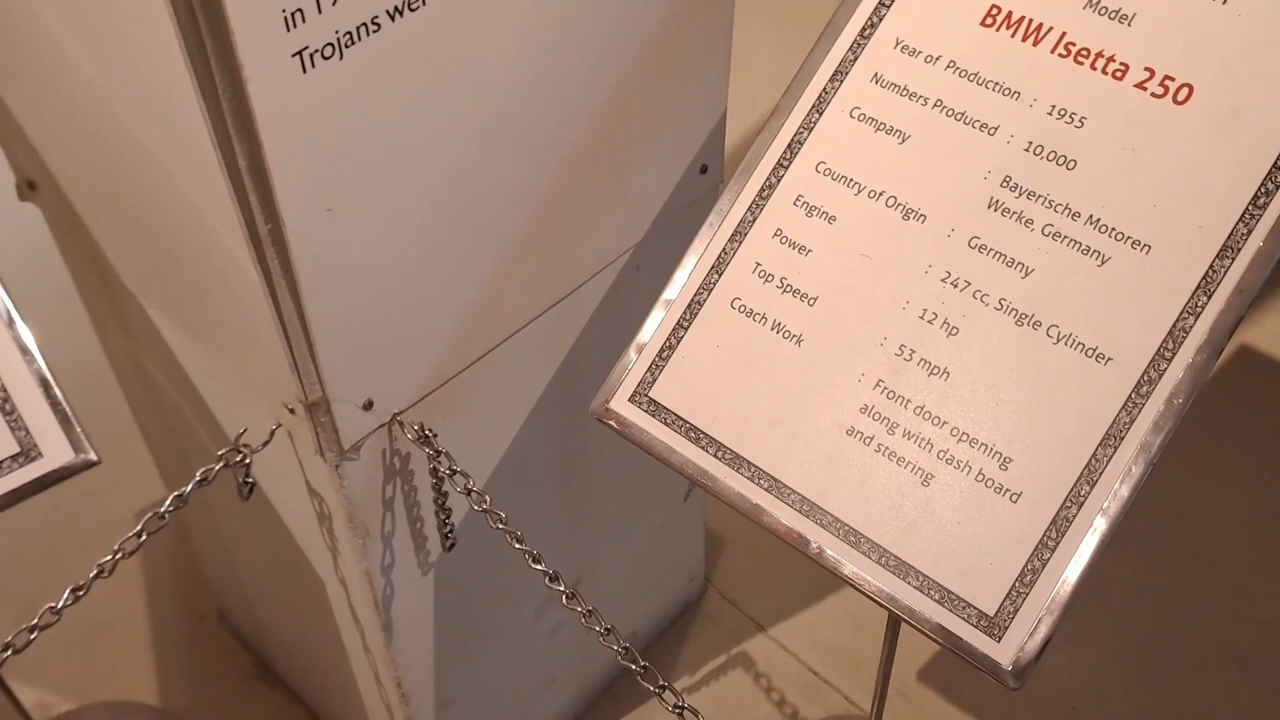 in 1
Trojans wer
Model
BMW Isetta 250
Year of Production : 1955
Numbers Produced : 10,000
Company : Bayerische Motoren
Werke, Germany
Country of Origin : Germany
Engine : 247 cc, Single Cylinder
Power : 12 hp
Top Speed : 53 mph
Coach Work : Front door opening
along with dash board
and steering